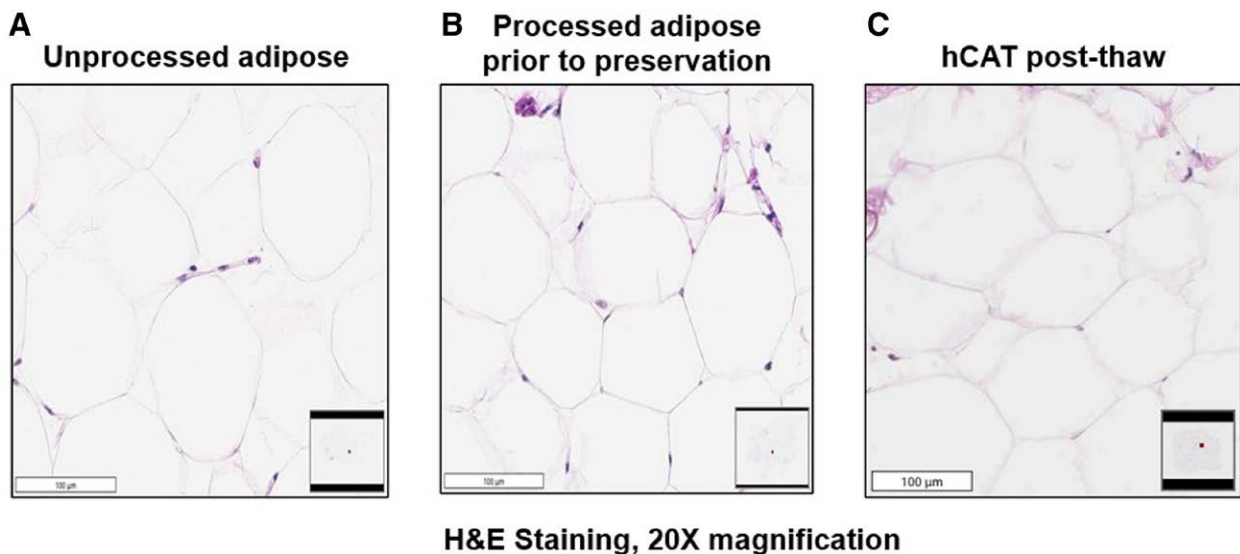 A
Unprocessed adipose
B
Processed adipose
prior to preservation
C
hCAT post-thaw
100 µm
100 µm
100 µm
H&E Staining, 20X magnification